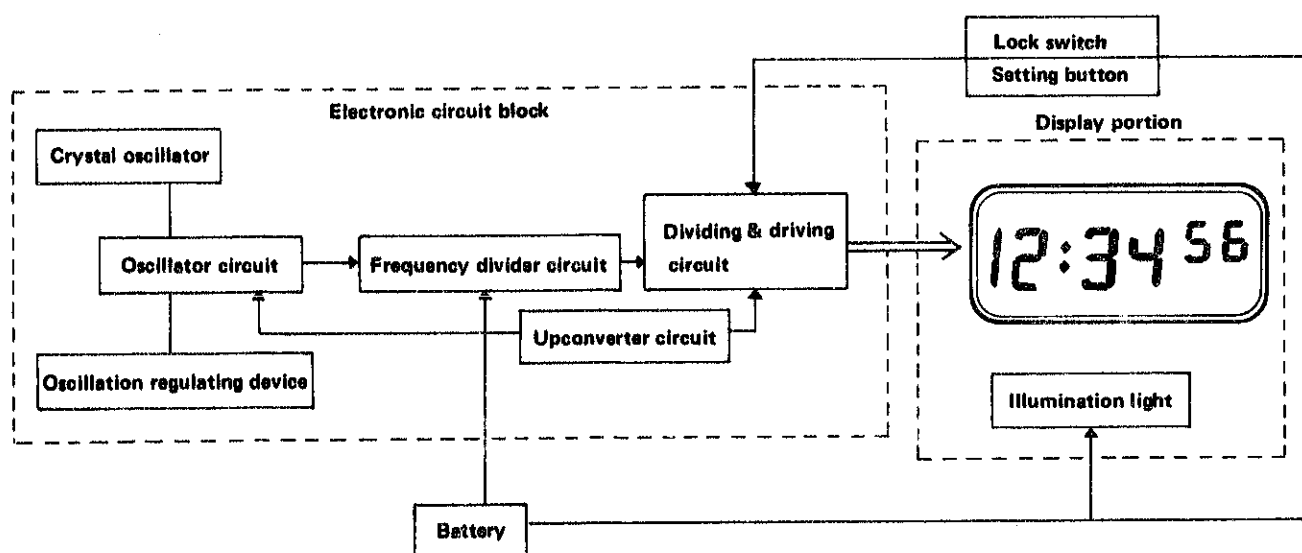 Lock switch
Setting button
Electronic circuit block
Display portion
Crystal oscillator
Dividing & driving
circuit
12:34 56
Oscillator circuit
Frequency divider circuit
Upconverter circuit
Oscillation regulating device
Illumination light
Battery